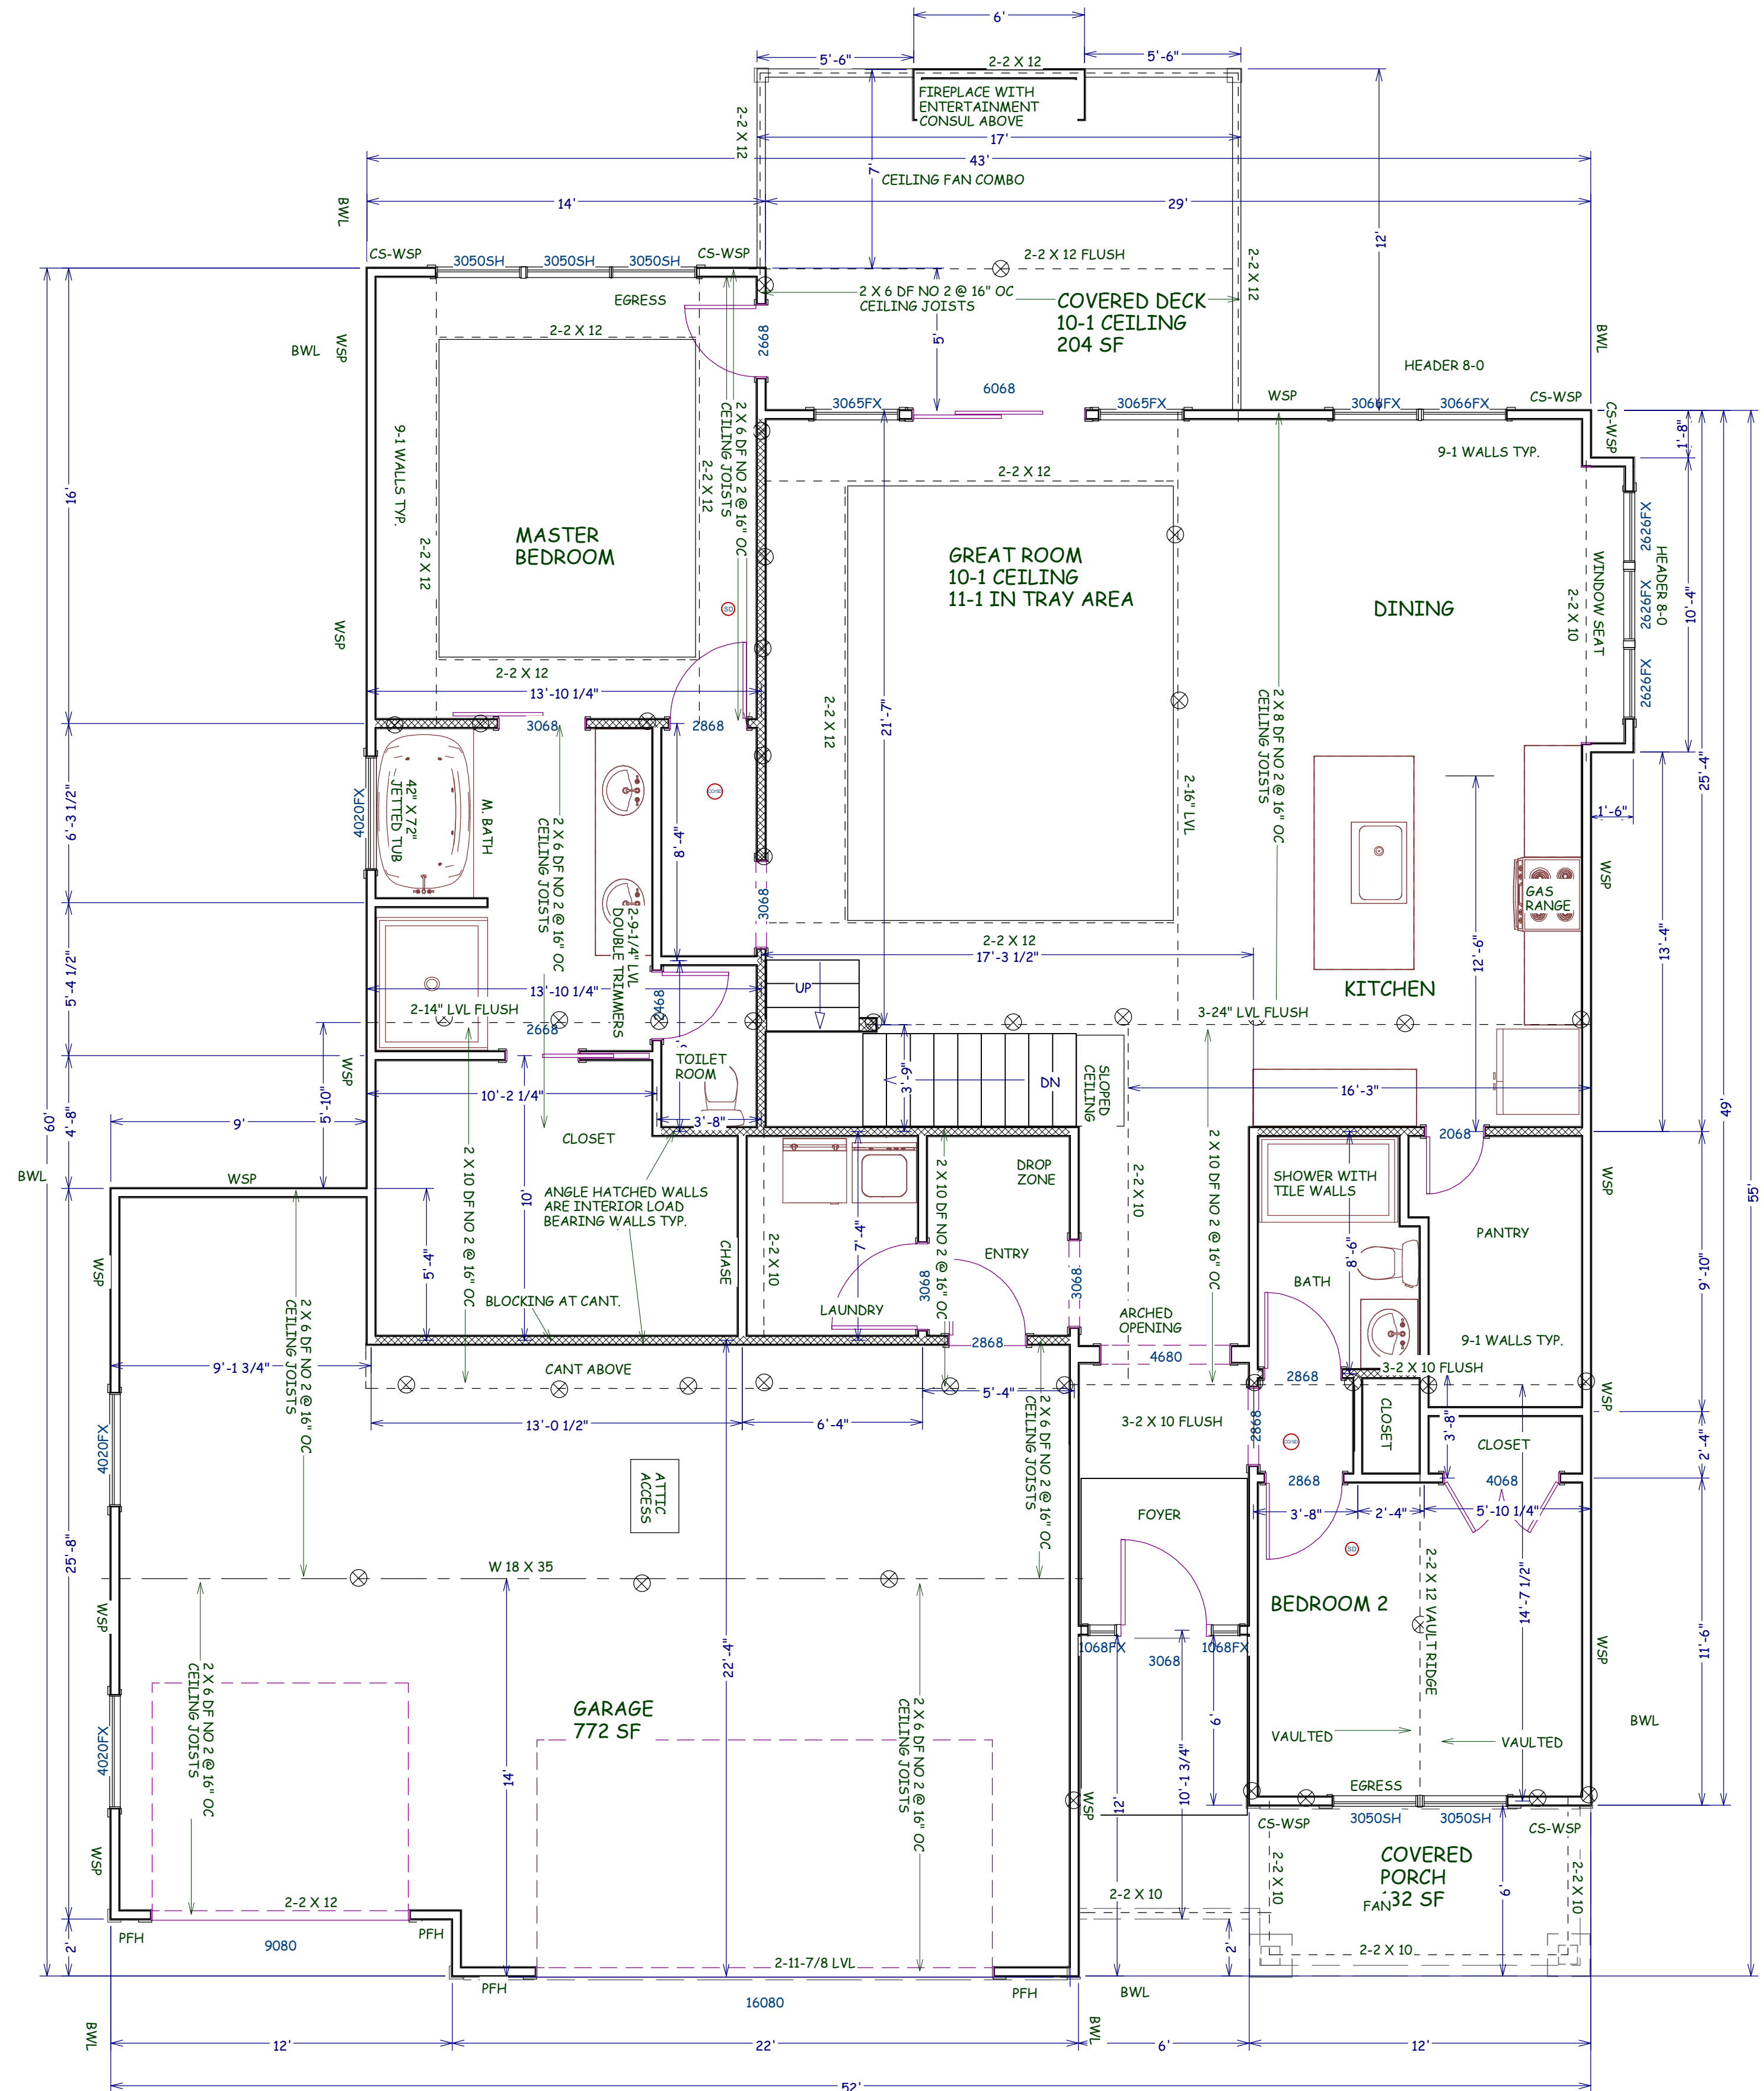 6'
5'-6"
2-2 X 12
5'-6"
FIREPLACE WITH
ENTERTAINMENT
CONSUL ABOVE
2-2 X 12
17'
43'
7'
CEILING FAN COMBO
BWL
14'
29'
12'
CS-WSP
3050SH
3050SH
3050SH
CS-WSP
2-2 X 12 FLUSH
2-2 X 12
EGRESS
2 X 6 DF NO 2 @ 16" OC
CEILING JOISTS
COVERED DECK
10-1 CEILING
204 SF
2-2 X 12
2668
5'
BWL
WSP
BWL
HEADER 8-0
6068
3065FX
3065FX
WSP
3066FX
3066FX
CS-WSP
CS-WSP
1'-8"
9-1 WALLS TYP.
2 X 6 DF NO 2 @ 16" OC
CEILING JOISTS
2-2 X 12
9-1 WALLS TYP.
2-2 X 12
16'
MASTER
BEDROOM
2-2 X 12
GREAT ROOM
10-1 CEILING
11-1 IN TRAY AREA
DINING
2626FX
2626FX
2626FX
WINDOW SEAT
HEADER 8-0
2-2 X 10
10'-4"
SD
WSP
2-2 X 12
13'-10 1/4"
3068
2868
2-2 X 12
21'-7"
2 X 8 DF NO 2 @ 16" OC
CEILING JOISTS
25'-4"
6'-3 1/2"
4020FX
42" X 72"
JETTED TUB
M. BATH
2 X 6 DF NO 2 @ 16" OC
CEILING JOISTS
8'-4"
CO/SD
2-16" LVL
1'-6"
WSP
GAS
RANGE
3068
2-9-1/4" LVL
DOUBLE TRIMMERS
5'-4 1/2"
2-2 X 12
17'-3 1/2"
12'-6"
13'-4"
13'-10 1/4"
2468
UP
KITCHEN
2-14" LVL FLUSH
2668
3-24" LVL FLUSH
TOILET
ROOM
WSP
5'-10"
4'-8"
60'
3'-9"
DN
SLOPED
CEILING
16'-3"
49'
10'-2 1/4"
3'-8"
9'
CLOSET
2068
BWL
WSP
2 X 10 DF NO 2 @ 16" OC
10'
ANGLE HATCHED WALLS
ARE INTERIOR LOAD
BEARING WALLS TYP.
7'-4"
2 X 10 DF NO 2 @ 16" OC
DROP
ZONE
2-2 X 10
2 X 10 DF NO 2 @ 16" OC
SHOWER WITH
TILE WALLS
WSP
55'
PANTRY
WSP
5'-4"
CHASE
2-2 X 10
ENTRY
3068
3068
BATH
8'-6"
9'-10"
BLOCKING AT CANT.
LAUNDRY
ARCHED
OPENING
2868
4680
9-1 WALLS TYP.
9'-1 3/4"
2 X 6 DF NO 2 @ 16" OC
CEILING JOISTS
CANT ABOVE
2868
3-2 X 10 FLUSH
5'-4"
WSP
13'-0 1/2"
6'-4"
2 X 6 DF NO 2 @ 16" OC
CEILING JOISTS
3-2 X 10 FLUSH
2868
CO/SD
CLOSET
3'-8"
CLOSET
2'-4"
4020FX
ATTIC
ACCESS
2868
4068
3'-8"
2'-4"
5'-10 1/4"
FOYER
25'-8"
W 18 X 35
SD
2-2 X 12 VAULT RIDGE
14'-7 1/2"
WSP
BEDROOM 2
11'-6"
WSP
1068FX
3068
1068FX
22'-4"
2 X 6 DF NO 2 @ 16" OC
CEILING JOISTS
GARAGE
772 SF
2 X 6 DF NO 2 @ 16" OC
CEILING JOISTS
4020FX
6'
BWL
VAULTED
VAULTED
14'
10'-1 3/4"
12'
WSP
EGRESS
3050SH
3050SH
CS-WSP
CS-WSP
WSP
COVERED
PORCH
32 SF
FAN
2-2 X 10
2-2 X 10
6'
2-2 X 12
2-2 X 10
PFH
9080
PFH
2'
2'
2-2 X 10
2-11-7/8 LVL
PFH
PFH
BWL
16080
BWL
BWL
12'
22'
6'
12'
52'